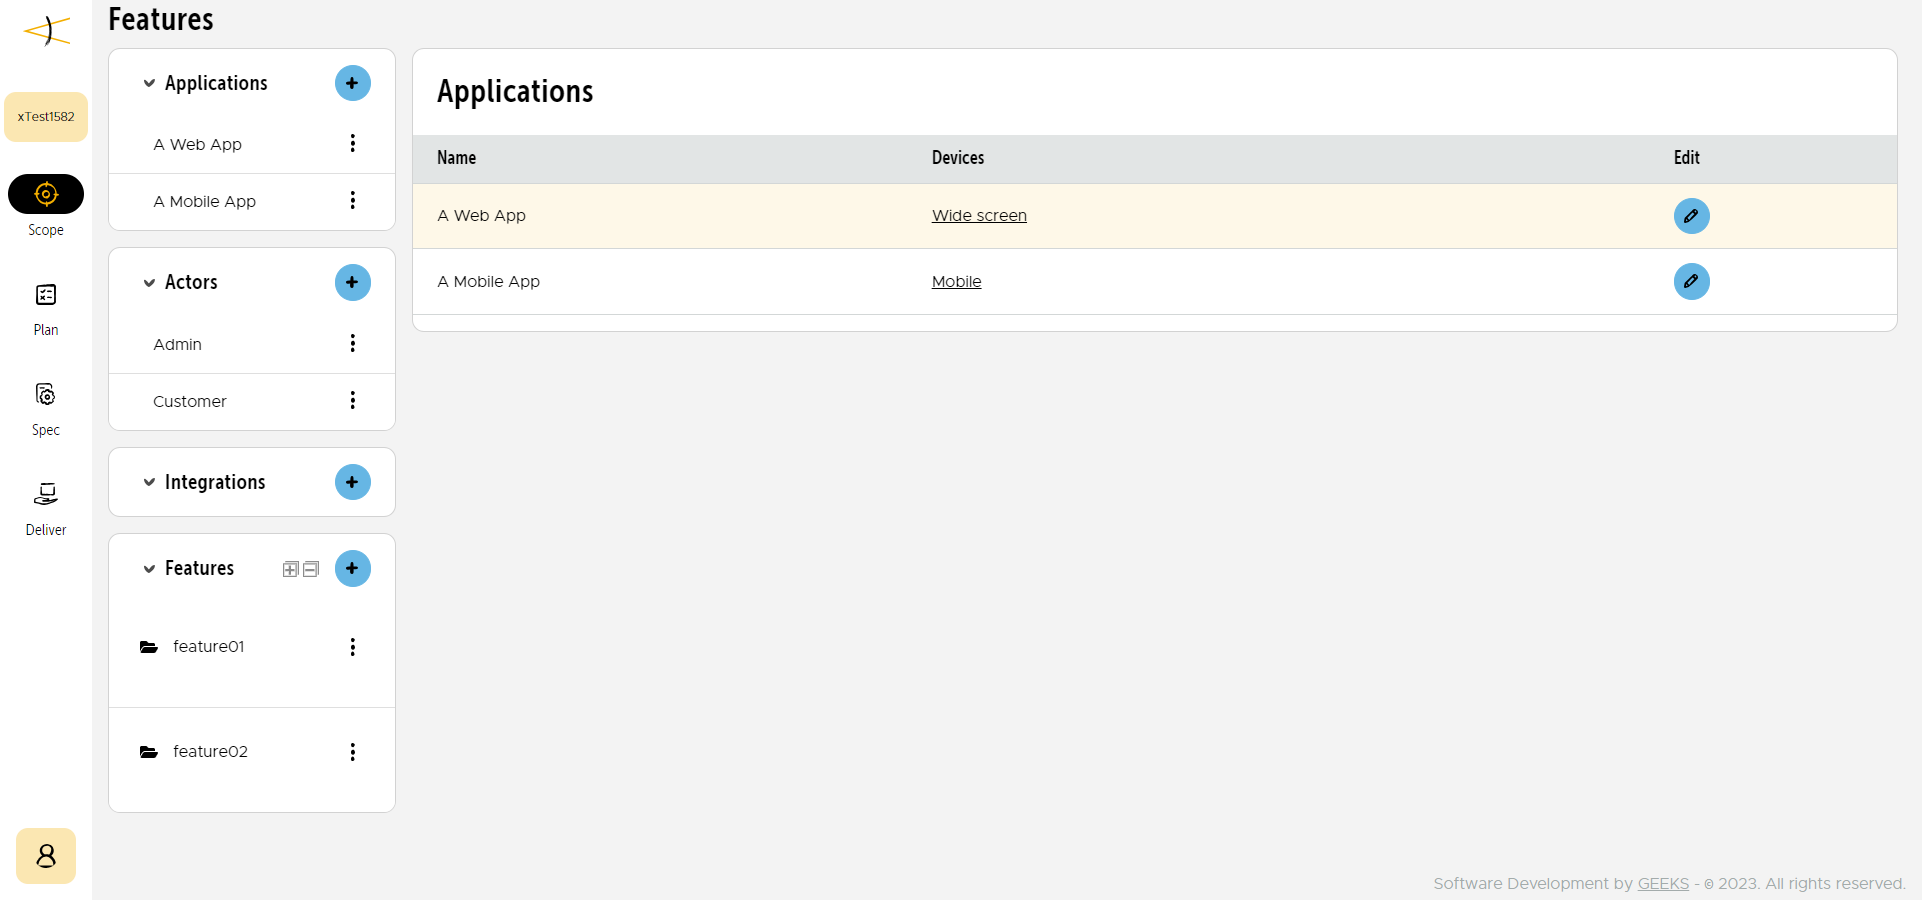 Features
xTest1582
Scope
Plan
Spec
Deliver
Applications
A Web App
A Mobile App
Actors
Admin
Customer
Integrations
Features
feature01
feature02
Applications
Name Devices Edit
A Web App Wide screen
A Mobile App Mobile
Software Development by GEEKS - © 2023. All rights reserved.